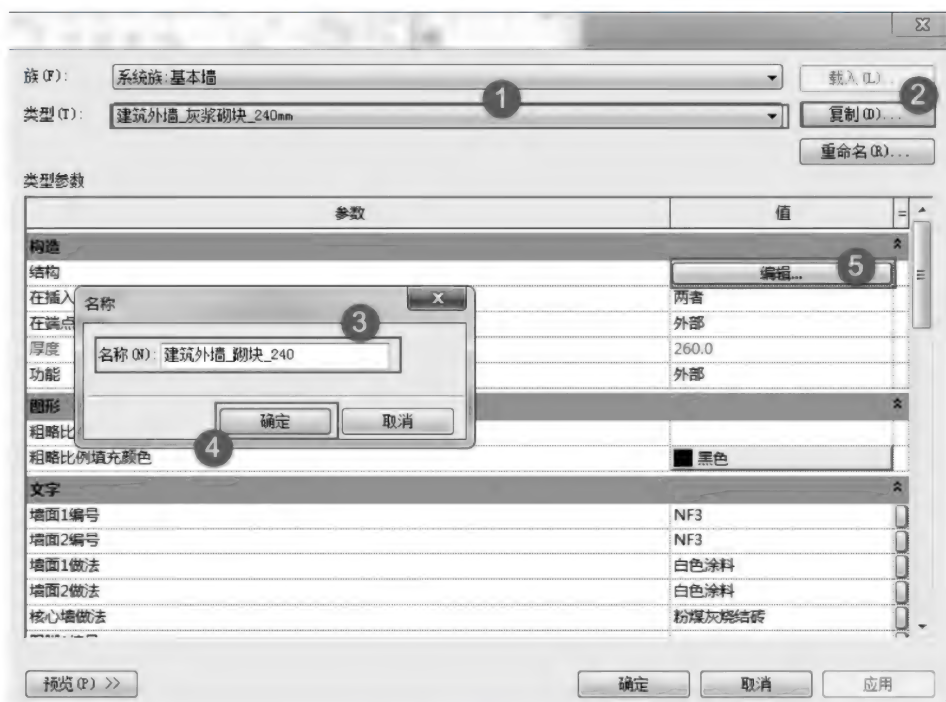 族(F):
系统族:基本墙
载入(L)...
类型(T):
建筑外墙_灰浆砌块_240mm
1
复制(D)...
2
重命名(R)...
类型参数
参数
值
=
构造
结构
编辑...
5
在插入
两者
在端点
外部
厚度
260.0
功能
外部
名称
3
名称(N):
建筑外墙_砌块_240
确定
取消
4
图形
粗略比
粗略比例填充颜色
黑色
文字
墙面1编号
NF3
墙面2编号
NF3
墙面1做法
白色涂料
墙面2做法
白色涂料
核心墙做法
粉煤灰烧结砖
预览(P) >>
确定
取消
应用